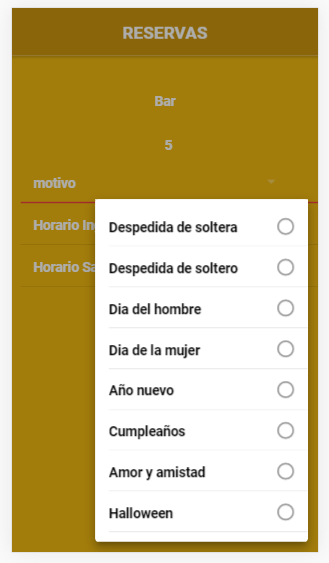 RESERVAS
Bar
5
motivo
Horario In
Horario Sa
Despedida de soltera
Despedida de soltero
Dia del hombre
Dia de la mujer
Año nuevo
Cumpleaños
Amor y amistad
Halloween